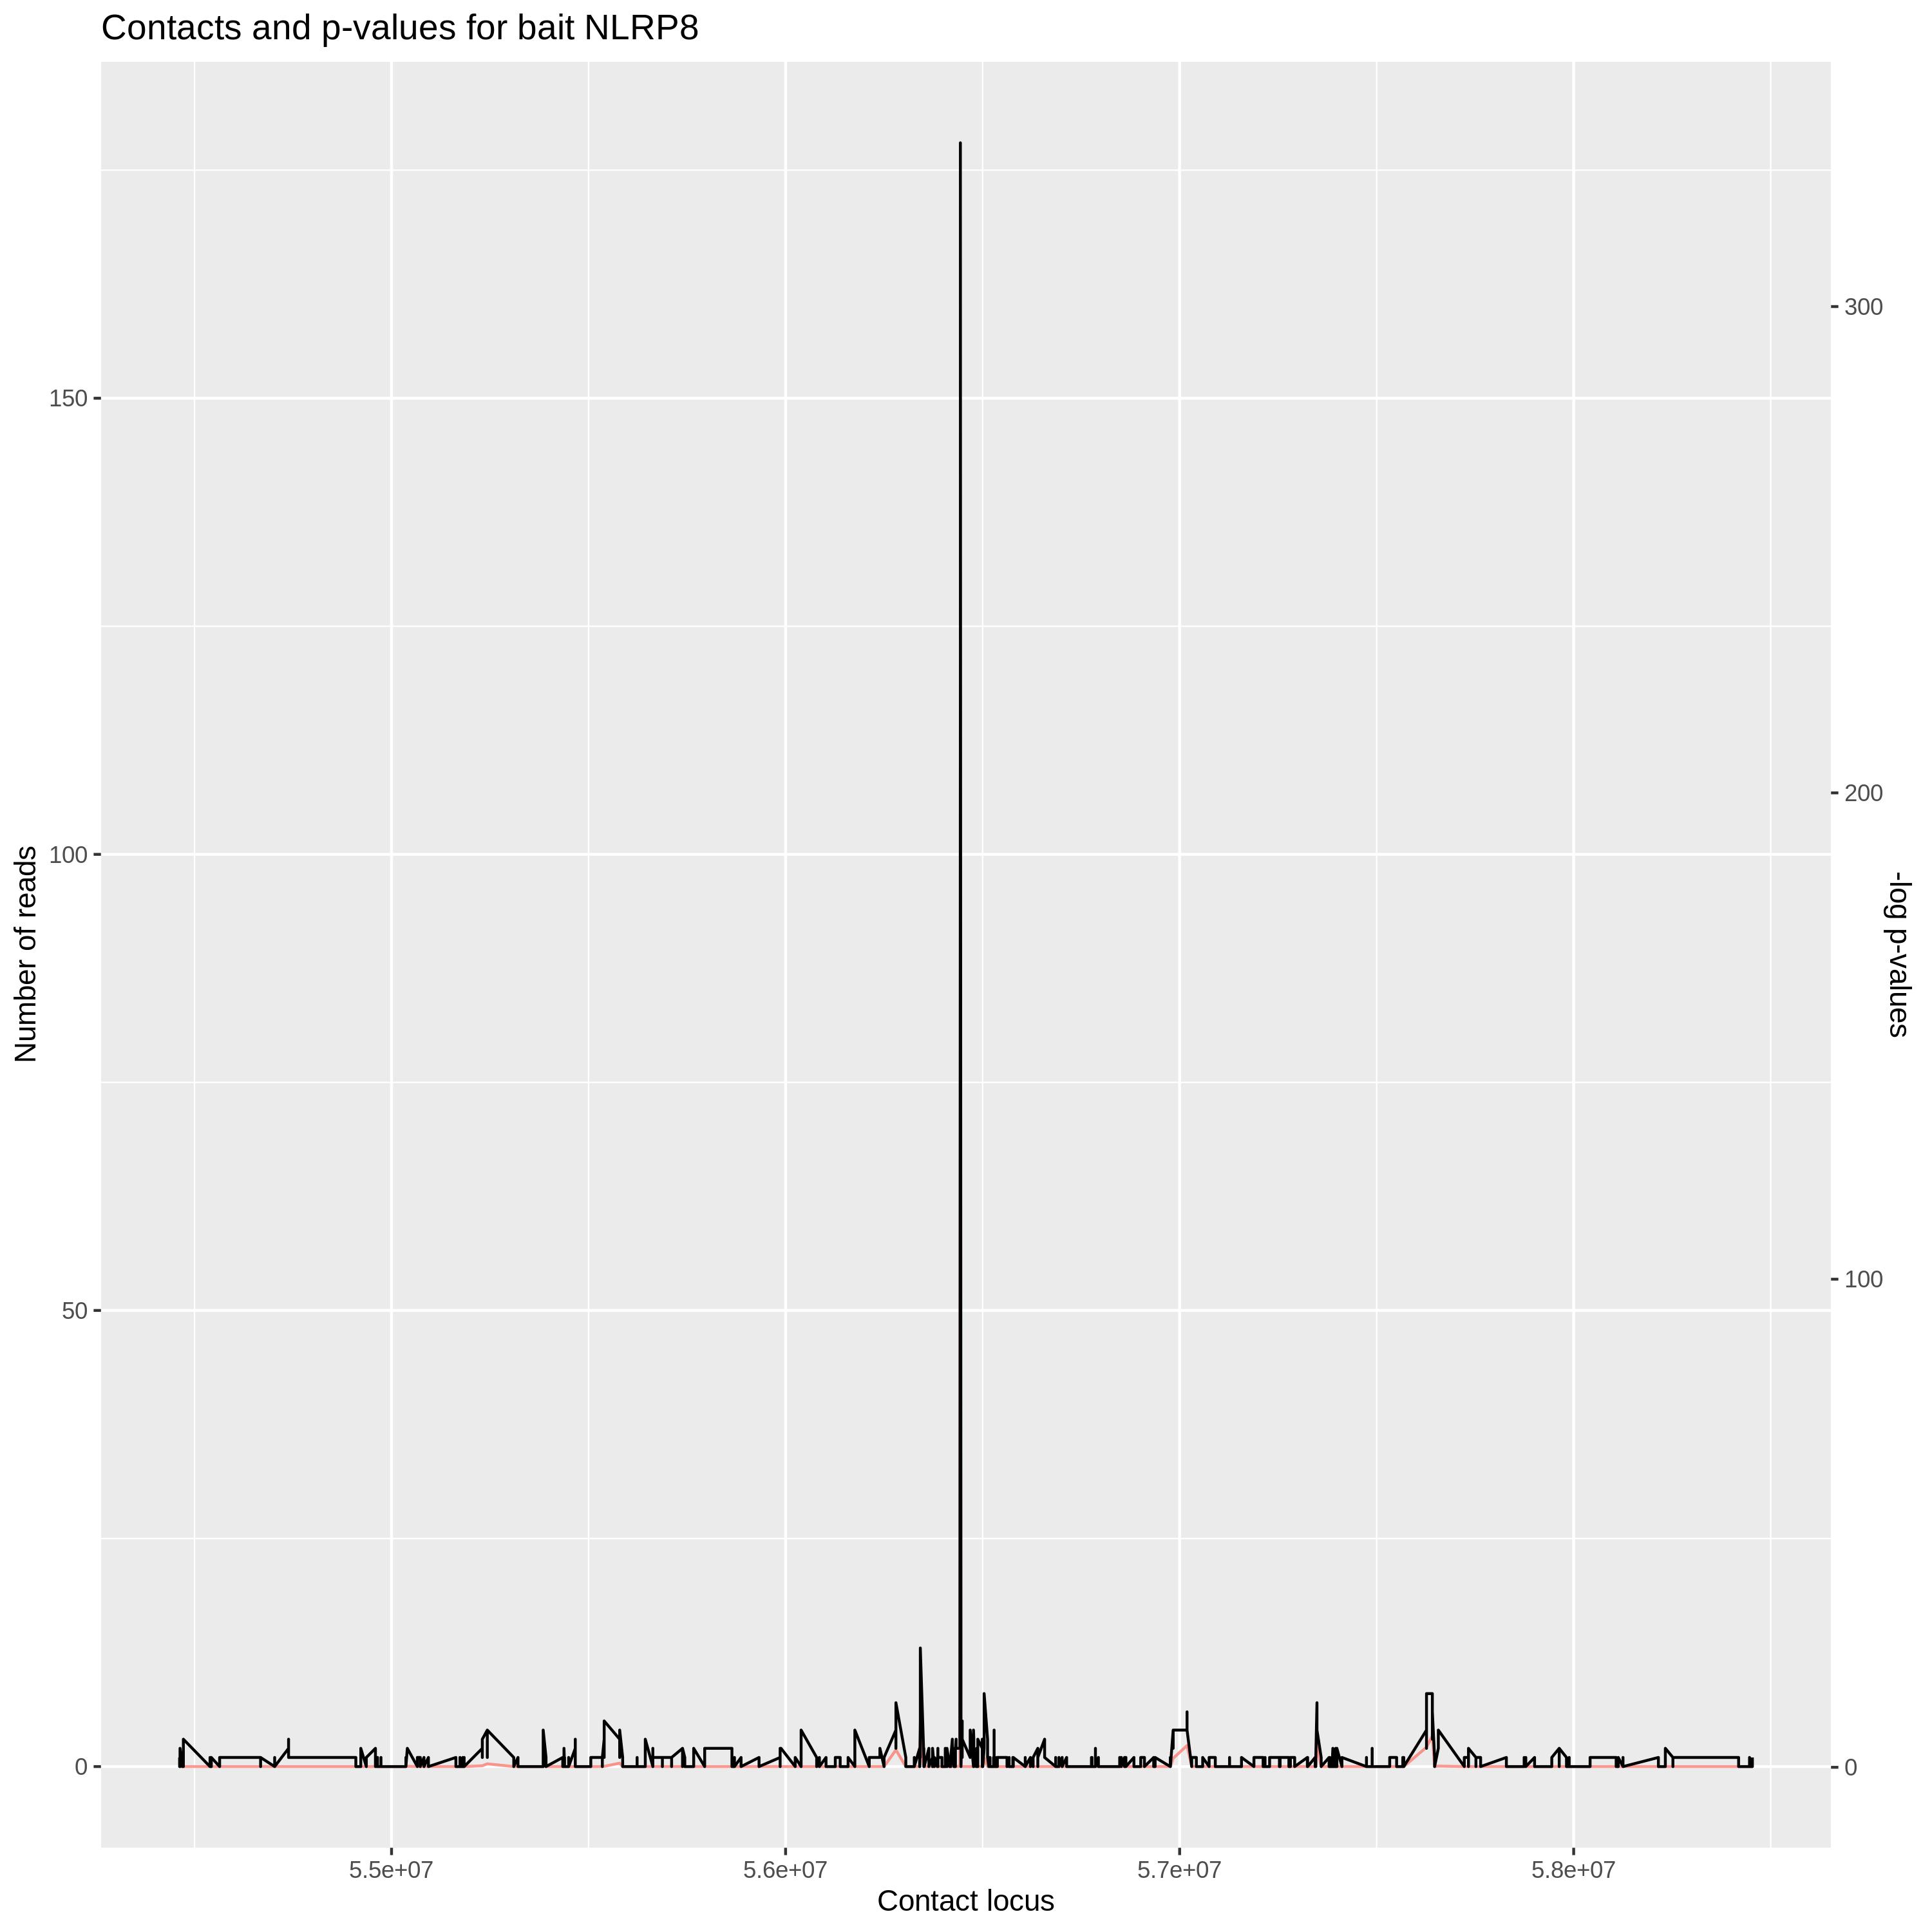 Contacts and p-values for bait NLRP8
Number of reads
150
100
50
0
300
200
100
0
-log p-values
5.5e+07
5.6e+07
5.7e+07
5.8e+07
Contact locus